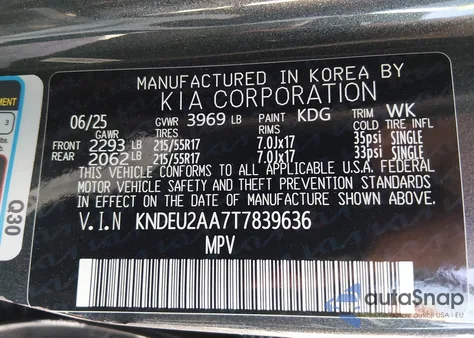 MANUFACTURED IN KOREA BY
KIA CORPORATION
06/25 GVWR 3969 LB PAINT KDG TRIM WK
GAWR TIRES RIMS COLD TIRE INFL
FRONT 2293 LB 215/55R17 7.0Jx17 35psi SINGLE
REAR 2062 LB 215/55R17 7.0Jx17 33psi SINGLE
THIS VEHICLE CONFORMS TO ALL APPLICABLE U.S.A. FEDERAL
MOTOR VEHICLE SAFETY AND THEFT PREVENTION STANDARDS
IN EFFECT ON THE DATE OF MANUFACTURE SHOWN ABOVE.
V.I.N KNDEU2AA7T7839636
MPV
Q30
3
autoSnap